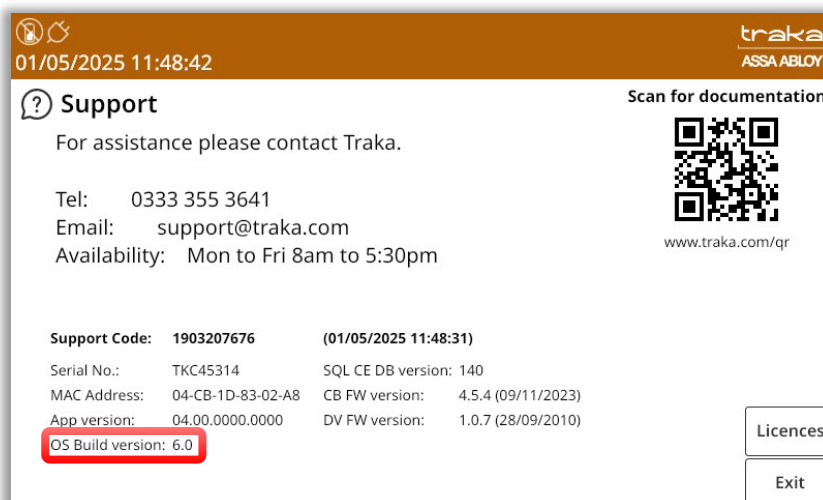 01/05/2025 11:48:42
traka
ASSA ABLOY
Support
Scan for documentation
For assistance please contact Traka.
Tel: 0333 355 3641
Email: support@traka.com
Availability: Mon to Fri 8am to 5:30pm
www.traka.com/qr
Support Code: 1903207676 (01/05/2025 11:48:31)
Serial No.: TKC45314 SQL CE DB version: 140
MAC Address: 04-CB-1D-83-02-A8 CB FW version: 4.5.4 (09/11/2023)
App version: 04.00.0000.0000 DV FW version: 1.0.7 (28/09/2010)
OS Build version: 6.0
Licences
Exit